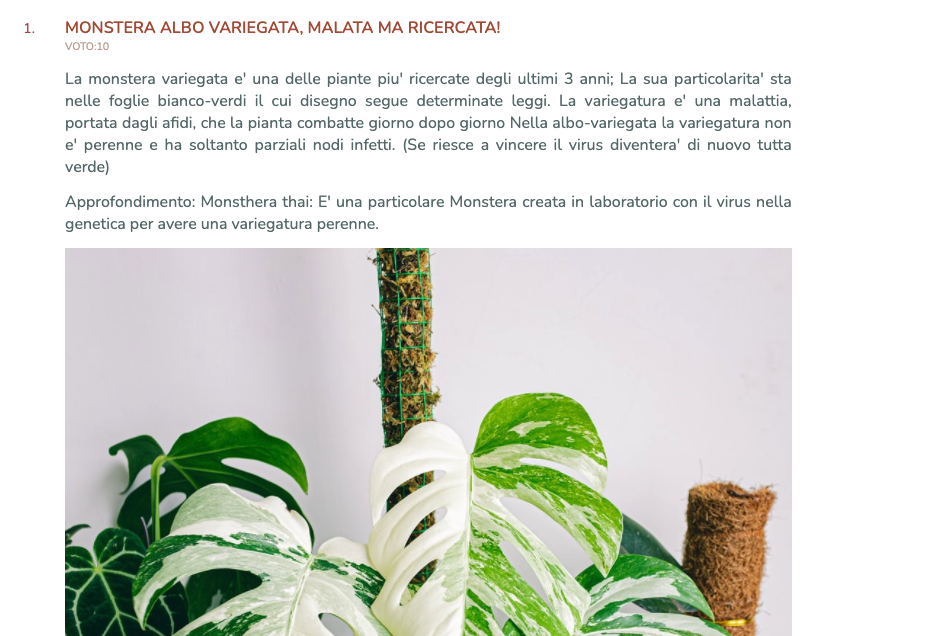 1. MONSTERA ALBO VARIEGATA, MALATA MA RICERCATA!
VOTO:10
La monstera variegata e' una delle piante piu' ricercate degli ultimi 3 anni; La sua particolarita' sta
nelle foglie bianco-verdi il cui disegno segue determinate leggi. La variegatura e' una malattia,
portata dagli afidi, che la pianta combatte giorno dopo giorno Nella albo-variegata la variegatura non
e' perenne e ha soltanto parziali nodi infetti. (Se riesce a vincere il virus diventera' di nuovo tutta
verde)
Approfondimento: Monsthera thai: E' una particolare Monstera creata in laboratorio con il virus nella
genetica per avere una variegatura perenne.